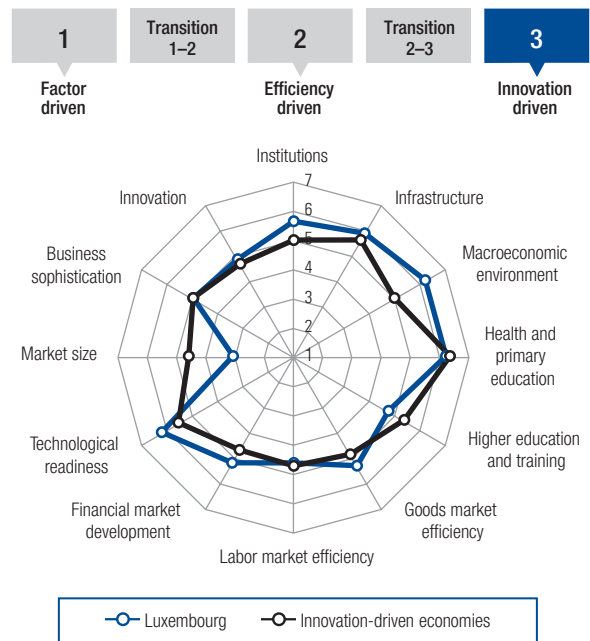 1
Transition
1–2
2
Transition
2–3
3
Factor
driven
Efficiency
driven
Innovation
driven
Institutions
7
Innovation
Infrastructure
6
5
Business
sophistication
Macroeconomic
environment
4
3
2
Market size
1
Health and
primary
education
Technological
readiness
Higher education
and training
Financial market
development
Goods market
efficiency
Labor market efficiency
Luxembourg
Innovation-driven economies